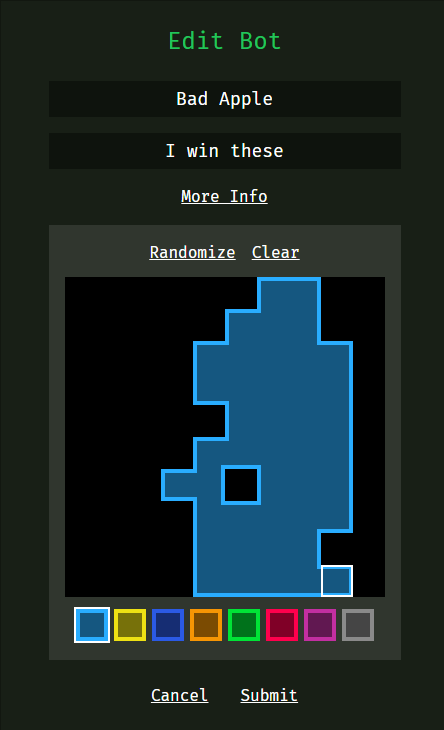 Edit Bot
Bad Apple
I win these
More Info
Randomize Clear
Cancel Submit